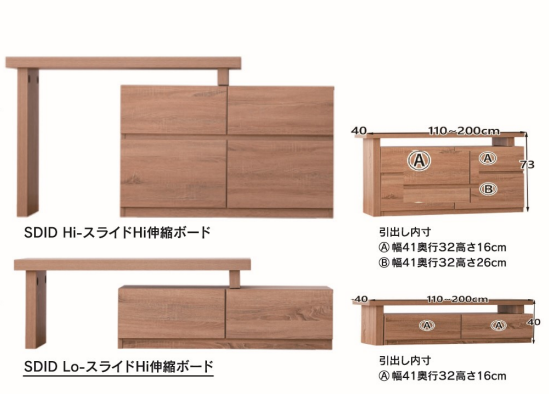 40 110~200cm
Ⓐ Ⓐ
Ⓑ
73
SDID Hi-スライドHi伸縮ボード
引出し内寸
Ⓐ 幅41奥行32高さ16cm
Ⓑ 幅41奥行32高さ26cm
40 110~200cm
Ⓐ Ⓐ 40
SDID Lo-スライドHi伸縮ボード
引出し内寸
Ⓐ 幅41奥行32高さ16cm